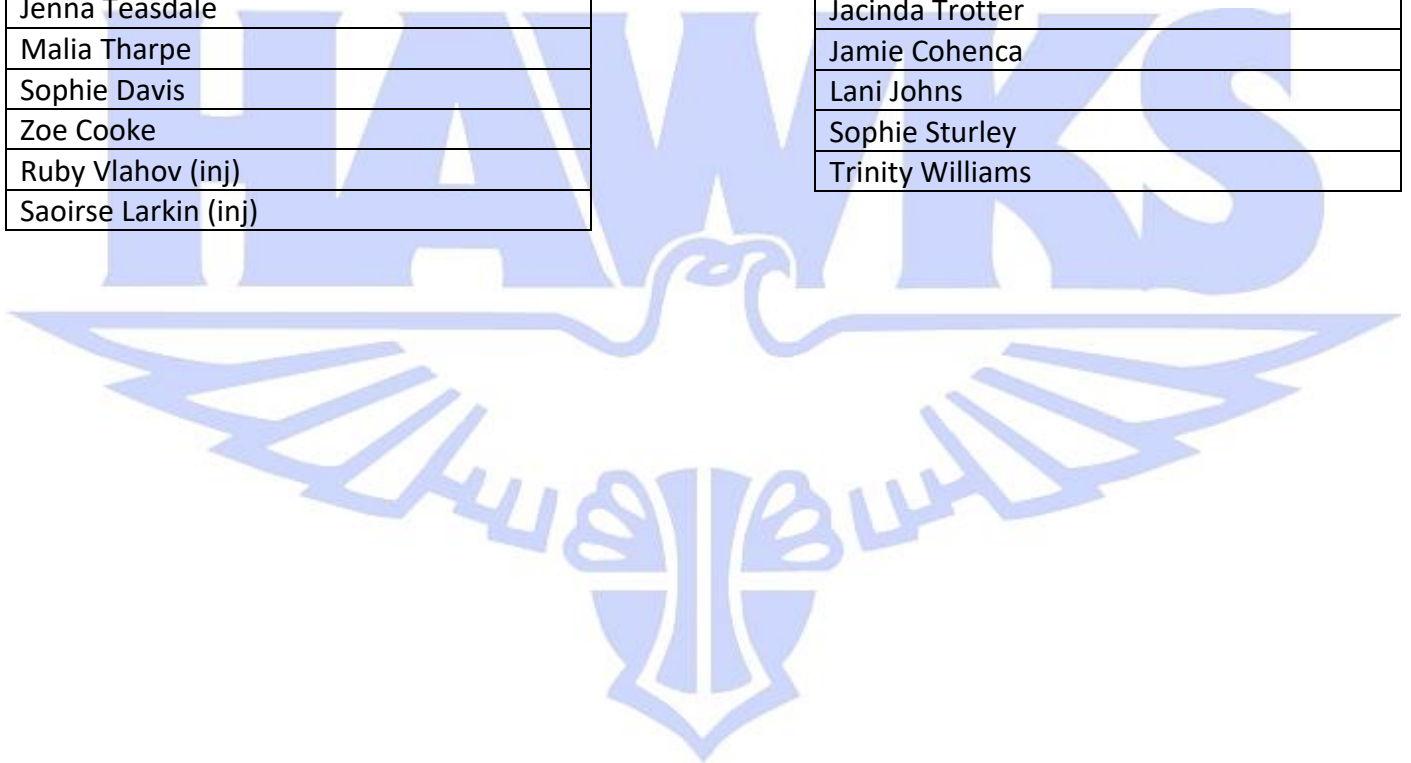 Jenna Teasdale
Malia Tharpe
Sophie Davis
Zoe Cooke
Ruby Vlahov (inj)
Saoirse Larkin (inj)
Jacinda Trotter
Jamie Cohenca
Lani Johns
Sophie Sturley
Trinity Williams
HAWKS